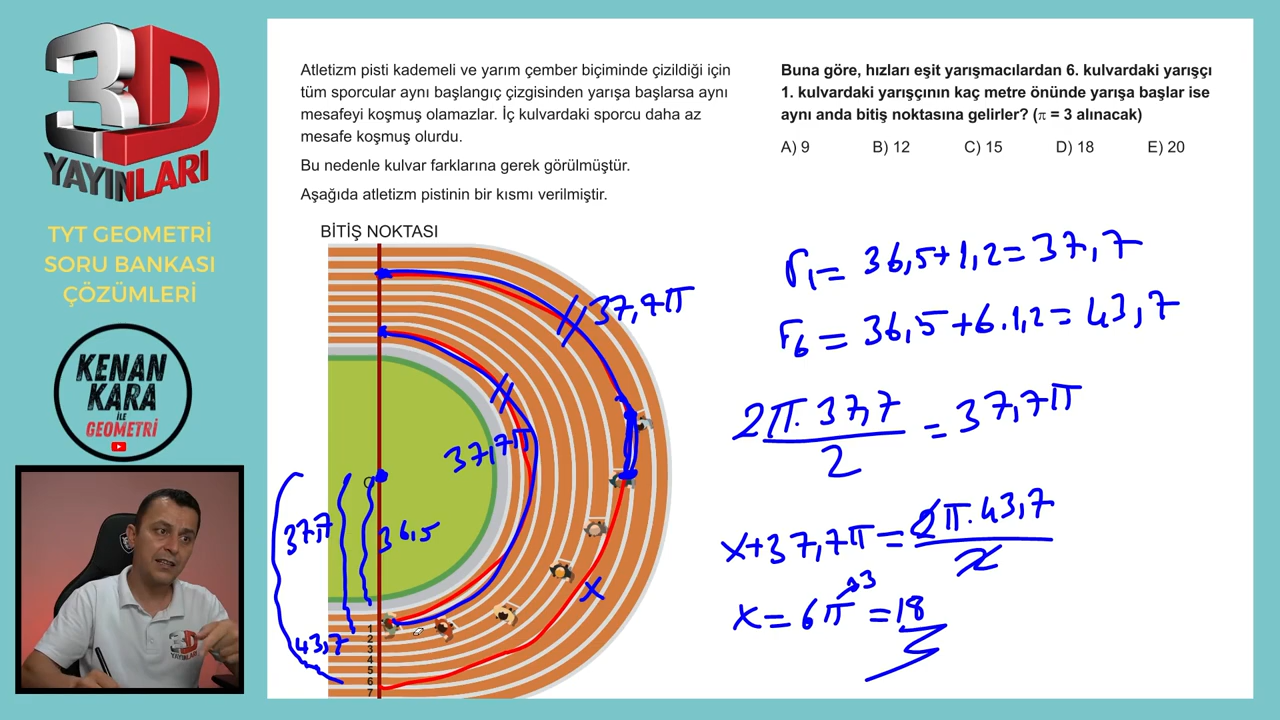 3D
YAYINLARI
TYT GEOMETRİ
SORU BANKASI
ÇÖZÜMLERİ
KENAN
KARA
İLE
GEOMETRİ
3D
YAYINLARI
Atletizm pisti kademeli ve yarım çember biçiminde çizildiği için
tüm sporcular aynı başlangıç çizgisinden yarışa başlarsa aynı
mesafeyi koşmuş olamazlar. İç kulvardaki sporcu daha az
mesafe koşmuş olurdu.
Bu nedenle kulvar farklarına gerek görülmüştür.
Aşağıda atletizm pistinin bir kısmı verilmiştir.
BİTİŞ NOKTASI
37,7π
37,7π
37,7
36,5
43,7
x
1
2
3
4
5
6
7
Buna göre, hızları eşit yarışmacılardan 6. kulvardaki yarışçı
1. kulvardaki yarışçının kaç metre önünde yarışa başlar ise
aynı anda bitiş noktasına gelirler? (π = 3 alınacak)
A) 9 B) 12 C) 15 D) 18 E) 20
r₁ = 36,5+1,2=37,7
r₆ = 36,5+6.1,2=43,7
2π.37,7/2 = 37,7π
x+37,7π = 2π.43,7/2
3
x = 6π = 18